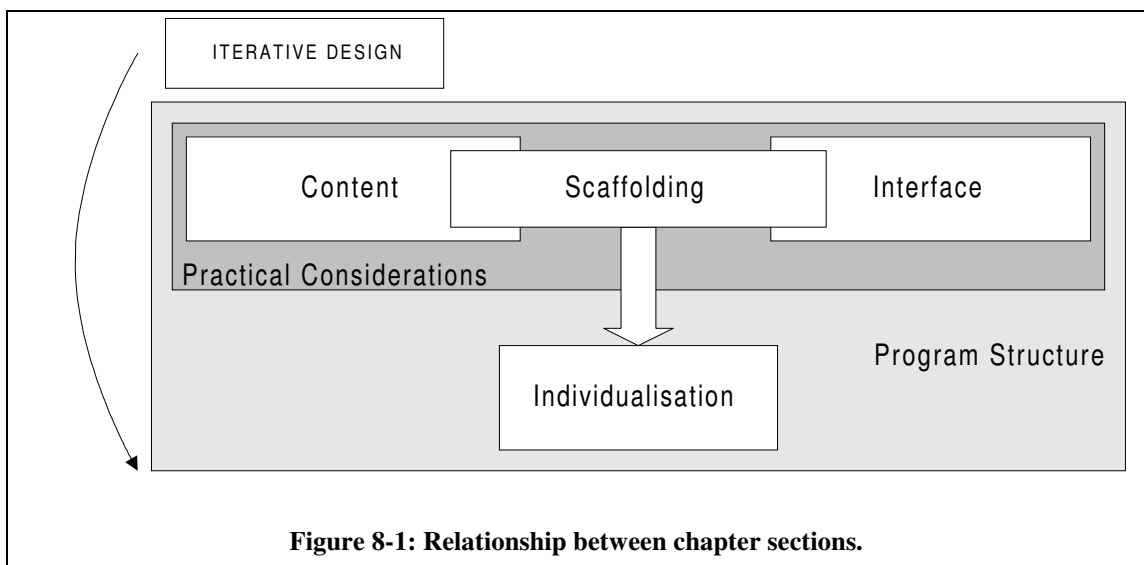 ITERATIVE DESIGN
Content
Scaffolding
Interface
Practical Considerations
Program Structure
Individualisation
Figure 8-1: Relationship between chapter sections.